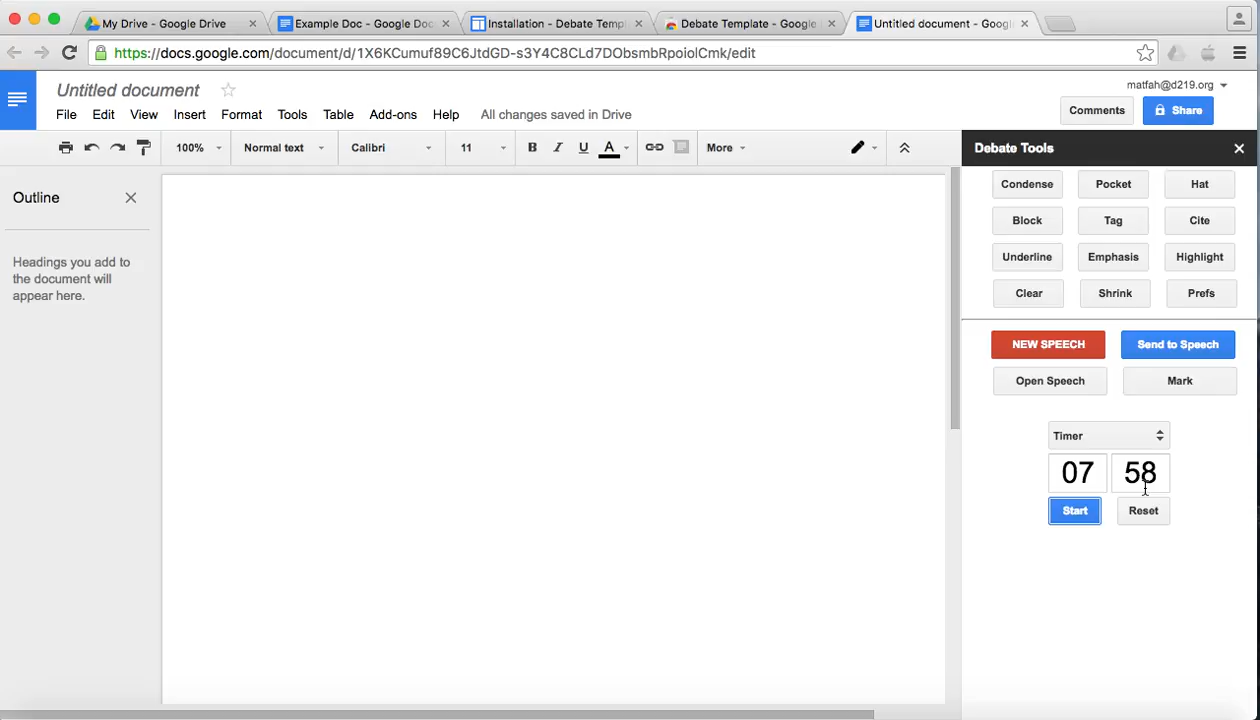 My Drive - Google Drive
Example Doc - Google Doc
Installation - Debate Temp
Debate Template - Google
Untitled document - Goog
https://docs.google.com/document/d/1X6KCumuf89C6JtdGD-s3Y4C8CLd7DObsmbRpoiolCmk/edit
Untitled document
matfah@d219.org
File Edit View Insert Format Tools Table Add-ons Help All changes saved in Drive
Comments Share
100% Normal text Calibri 11 B I U A More
Debate Tools
Outline
Headings you add to
the document will
appear here.
Condense Pocket Hat
Block Tag Cite
Underline Emphasis Highlight
Clear Shrink Prefs
NEW SPEECH Send to Speech
Open Speech Mark
Timer
07 58
Start Reset